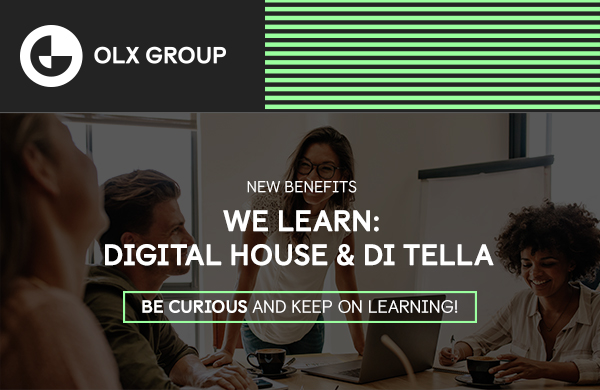 OLX GROUP
NEW BENEFITS
WE LEARN:
DIGITAL HOUSE & DI TELLA
BE CURIOUS AND KEEP ON LEARNING!